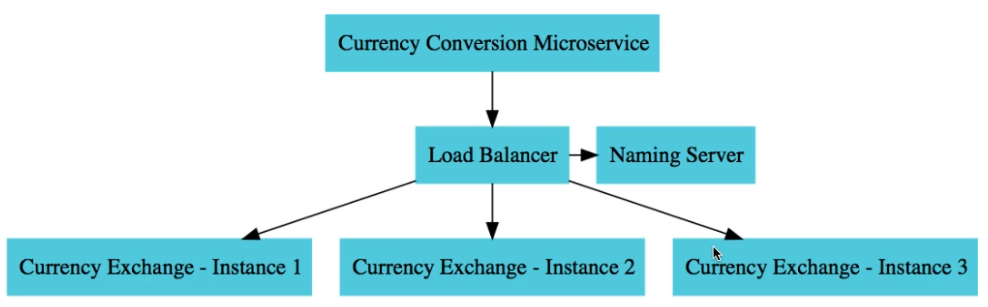 Currency Conversion Microservice
Load Balancer
Naming Server
Currency Exchange - Instance 1
Currency Exchange - Instance 2
Currency Exchange - Instance 3